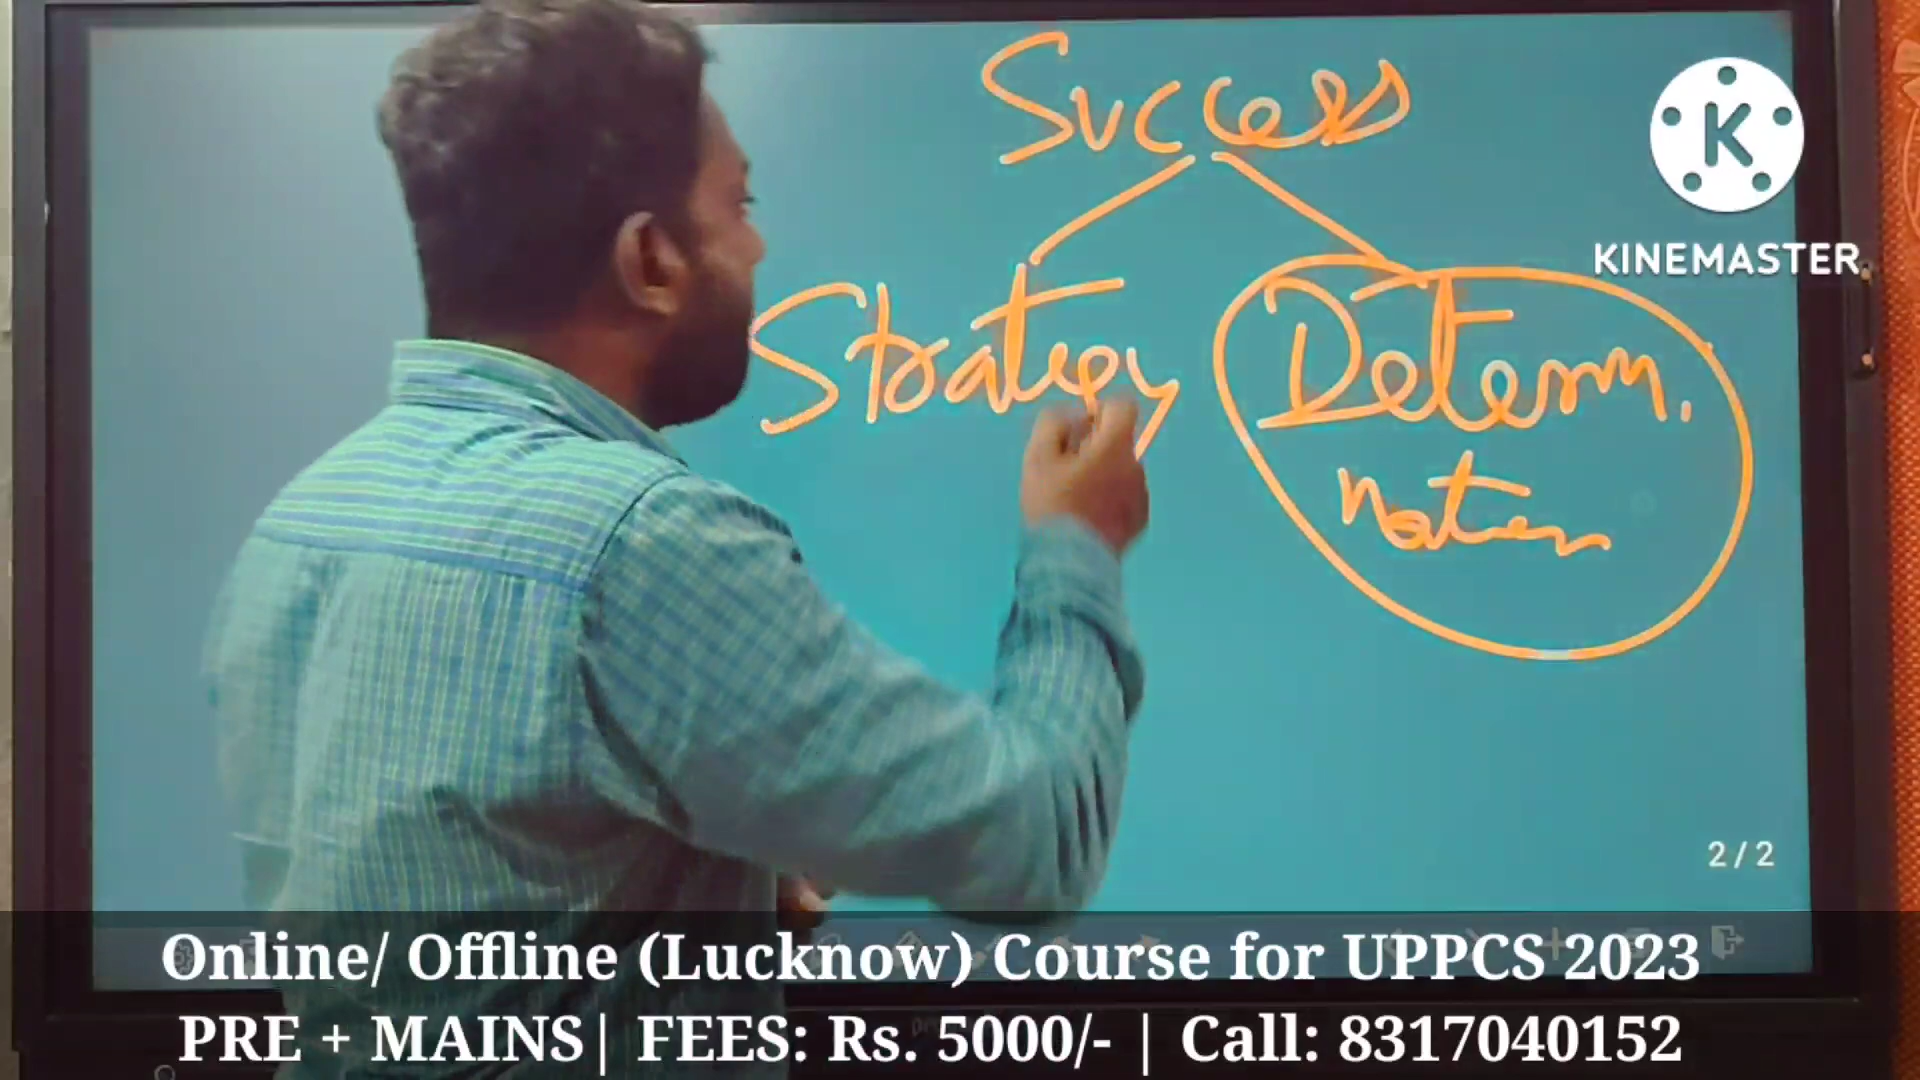 Success
Strategy
Determ.
nation
KINEMASTER
2/2
Online/ Offline (Lucknow) Course for UPPCS 2023
PRE + MAINS| FEES: Rs. 5000/- | Call: 8317040152